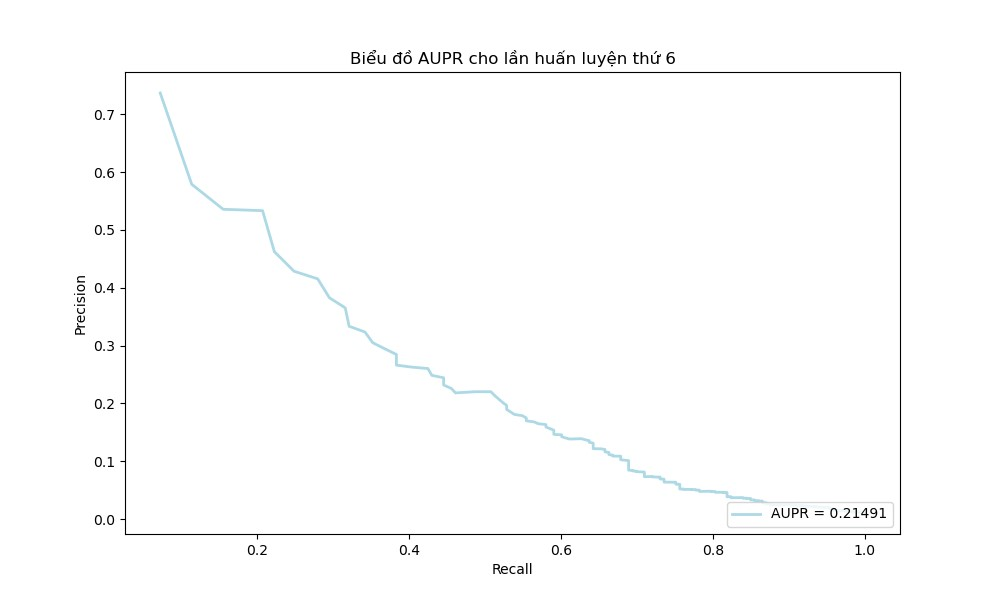 Biểu đồ AUPR cho lần huấn luyện thứ 6
Precision
0.7
0.6
0.5
0.4
0.3
0.2
0.1
0.0
AUPR = 0.21491
0.2 0.4 0.6 0.8 1.0
Recall